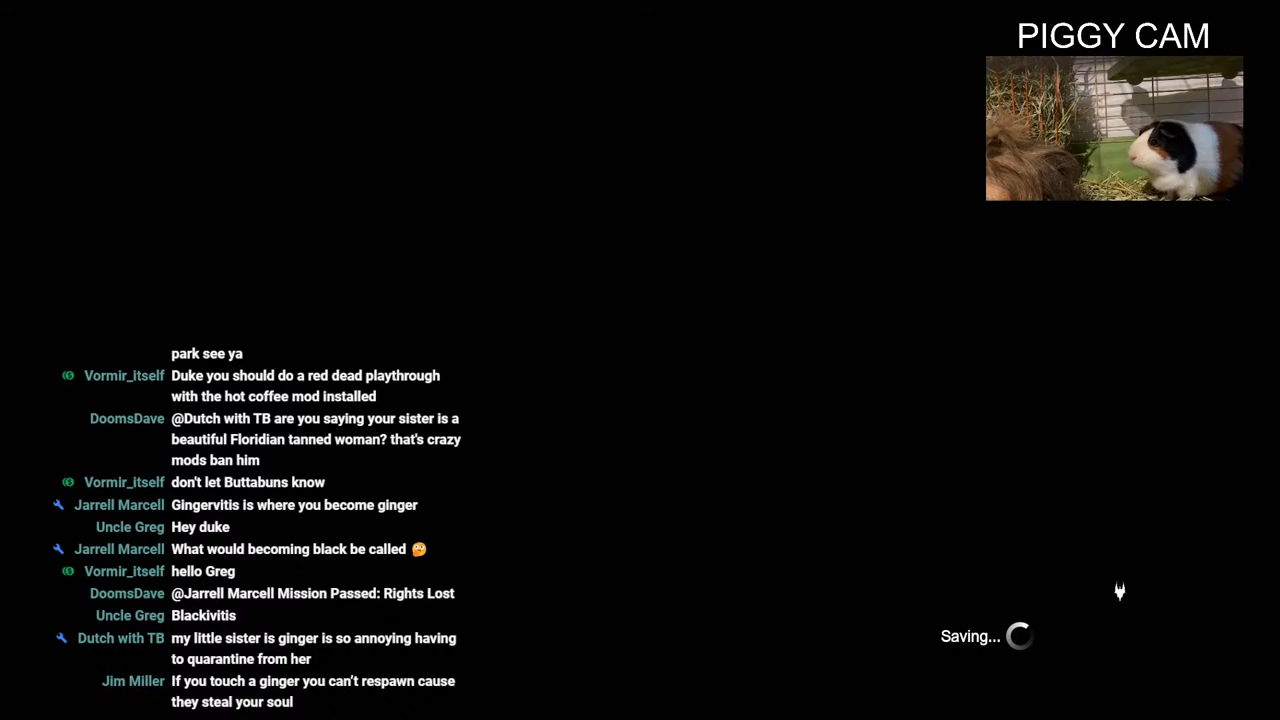 PIGGY CAM
park see ya
Vormir_itself Duke you should do a red dead playthrough
with the hot coffee mod installed
DoomsDave @Dutch with TB are you saying your sister is a
beautiful Floridian tanned woman? that's crazy
mods ban him
Vormir_itself don't let Buttabuns know
Jarrell Marcell Gingervitis is where you become ginger
Uncle Greg Hey duke
Jarrell Marcell What would becoming black be called
Vormir_itself hello Greg
DoomsDave @Jarrell Marcell Mission Passed: Rights Lost
Uncle Greg Blackivitis
Dutch with TB my little sister is ginger is so annoying having
to quarantine from her
Jim Miller If you touch a ginger you can’t respawn cause
they steal your soul
Saving...